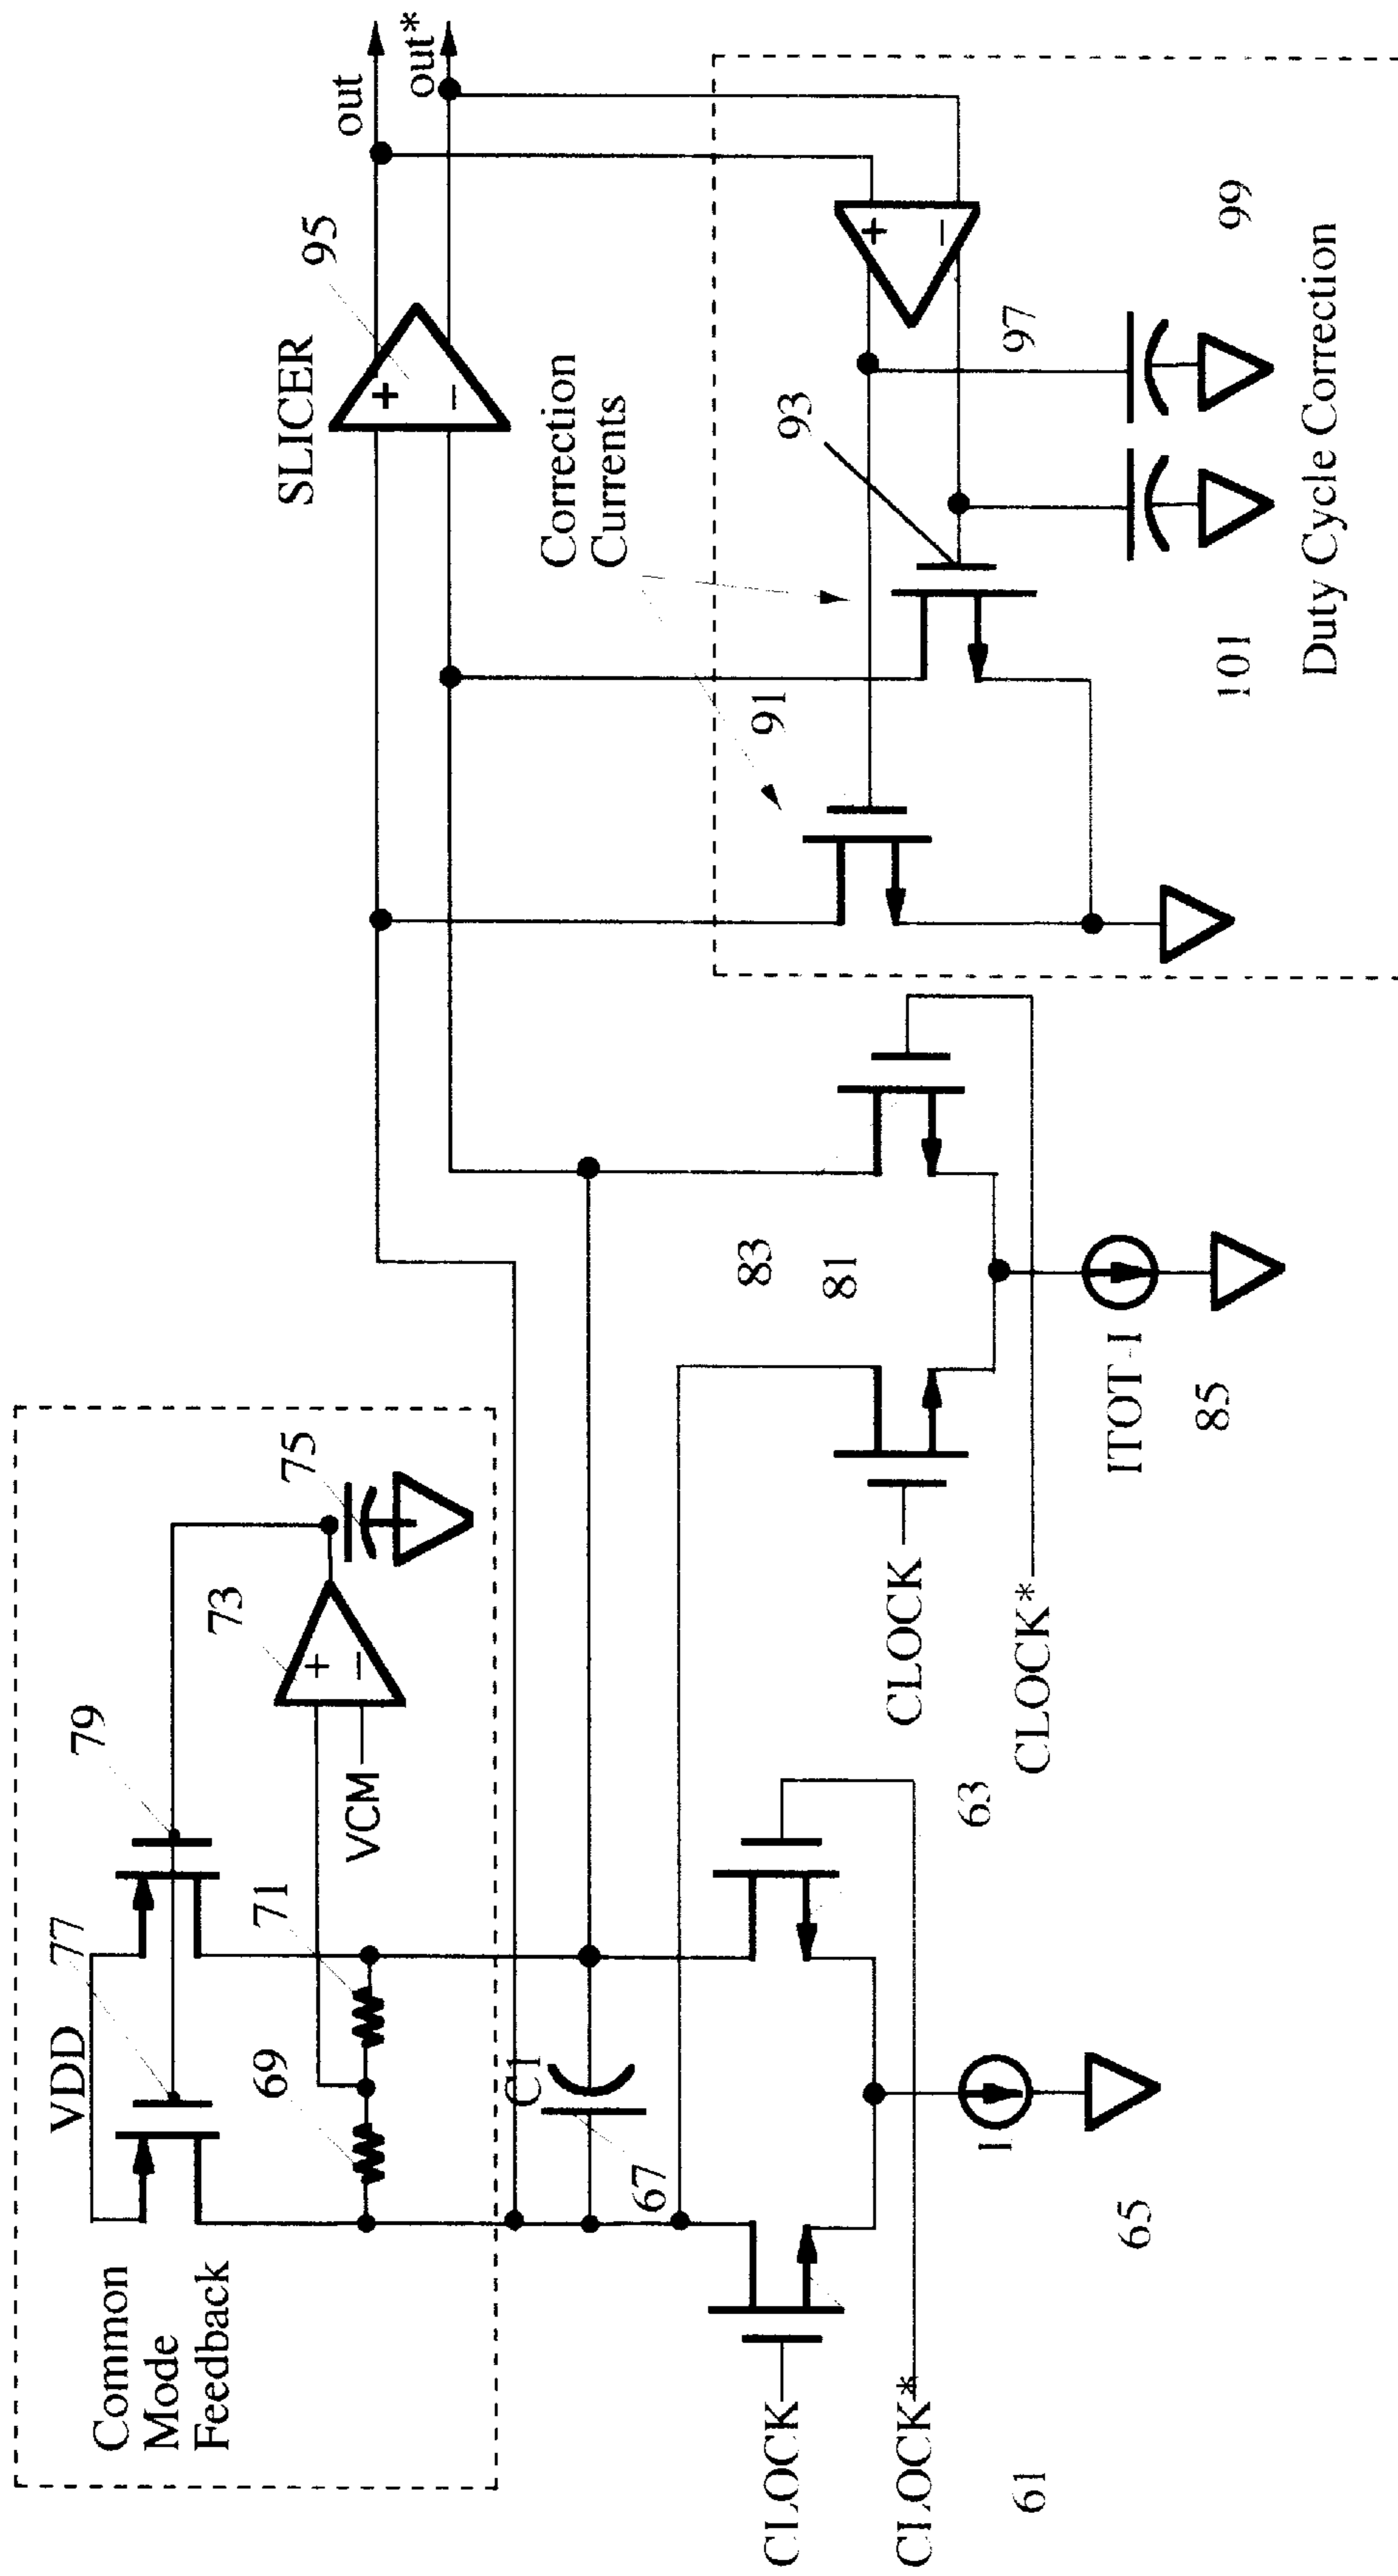 Common
Mode
Feedback
VDD
77
79
69
71
73
75
VCM
C1
67
CLOCK
CLOCK*
61
63
I
65
CLOCK
CLOCK*
83
81
ITOT-I
85
SLICER
95
out
out*
Correction
Currents
91
93
97
99
101
Duty Cycle Correction
+
−
+
−
+
−